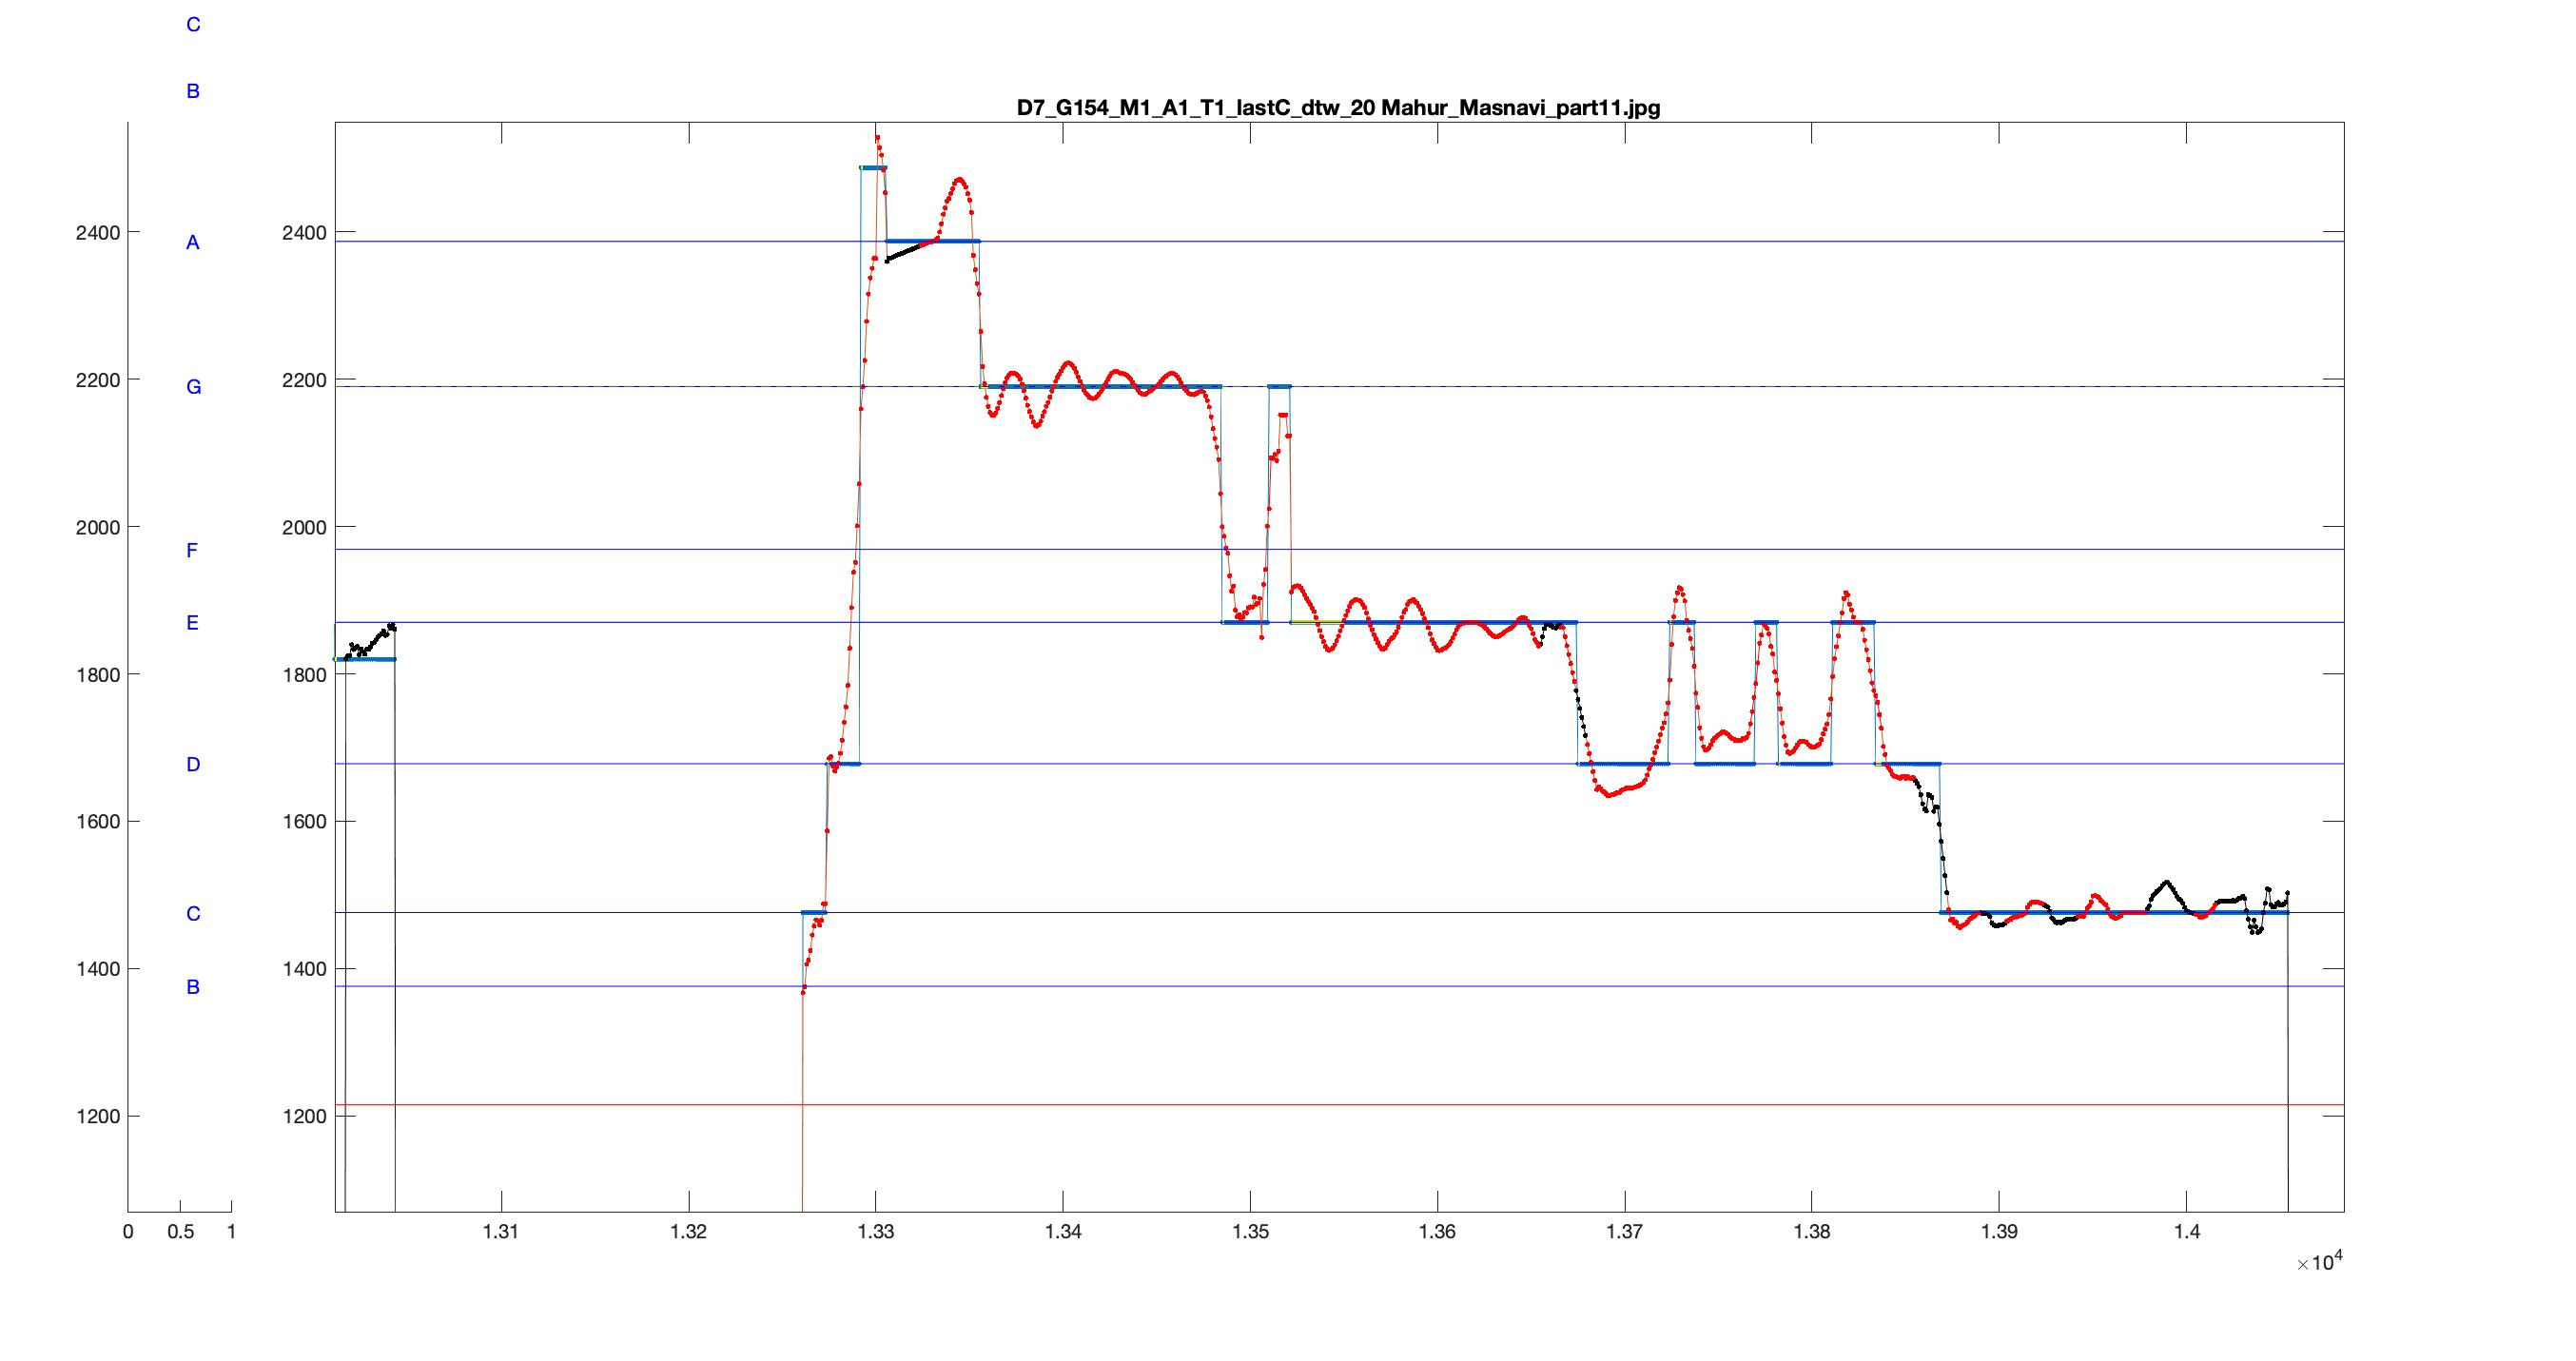 C
B
D7_G154_M1_A1_T1_lastC_dtw_20 Mahur_Masnavi_part11.jpg
2400 A 2400
2200 G 2200
2000 2000
F
E
1800 1800
D
1600 1600
C
1400 1400
B
1200 1200
0 0.5 1 1.31 1.32 1.33 1.34 1.35 1.36 1.37 1.38 1.39 1.4
×10^4